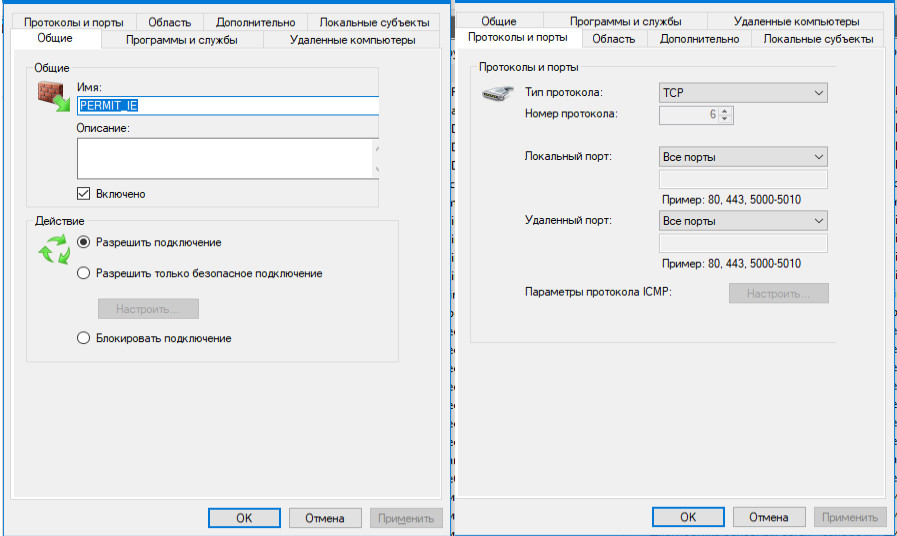 Протоколы и порты Область Дополнительно Локальные субъекты
Общие Программы и службы Удаленные компьютеры
Общие
Имя:
PERMIT_IE
Описание:
Включено
Действие
Разрешить подключение
Разрешить только безопасное подключение
Настроить...
Блокировать подключение
OK Отмена Применить
Общие Программы и службы Удаленные компьютеры
Протоколы и порты Область Дополнительно Локальные субъекты
Протоколы и порты
Тип протокола: TCP
Номер протокола: 6
Локальный порт: Все порты
Пример: 80, 443, 5000-5010
Удаленный порт: Все порты
Пример: 80, 443, 5000-5010
Параметры протокола ICMP: Настроить...
OK Отмена Применить